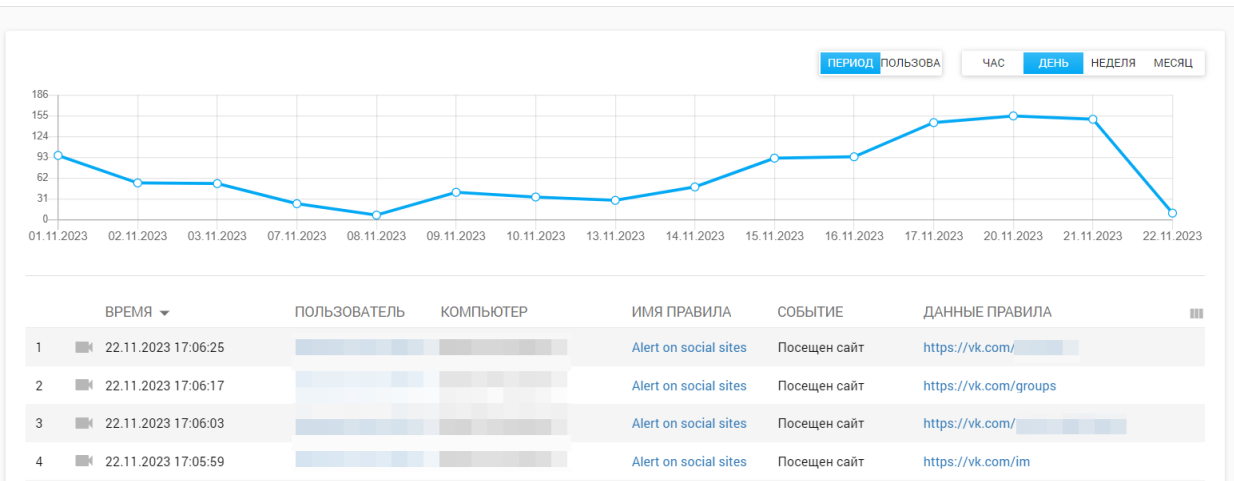 ПЕРИОД ПОЛЬЗОВА ЧАС ДЕНЬ НЕДЕЛЯ МЕСЯЦ
186
155
124
93
62
31
0
01.11.2023 02.11.2023 03.11.2023 07.11.2023 08.11.2023 09.11.2023 10.11.2023 13.11.2023 14.11.2023 15.11.2023 16.11.2023 17.11.2023 20.11.2023 21.11.2023 22.11.2023
ВРЕМЯ ПОЛЬЗОВАТЕЛЬ КОМПЬЮТЕР ИМЯ ПРАВИЛА СОБЫТИЕ ДАННЫЕ ПРАВИЛА
1 22.11.2023 17:06:25 Alert on social sites Посещен сайт https://vk.com/
2 22.11.2023 17:06:17 Alert on social sites Посещен сайт https://vk.com/groups
3 22.11.2023 17:06:03 Alert on social sites Посещен сайт https://vk.com/
4 22.11.2023 17:05:59 Alert on social sites Посещен сайт https://vk.com/im